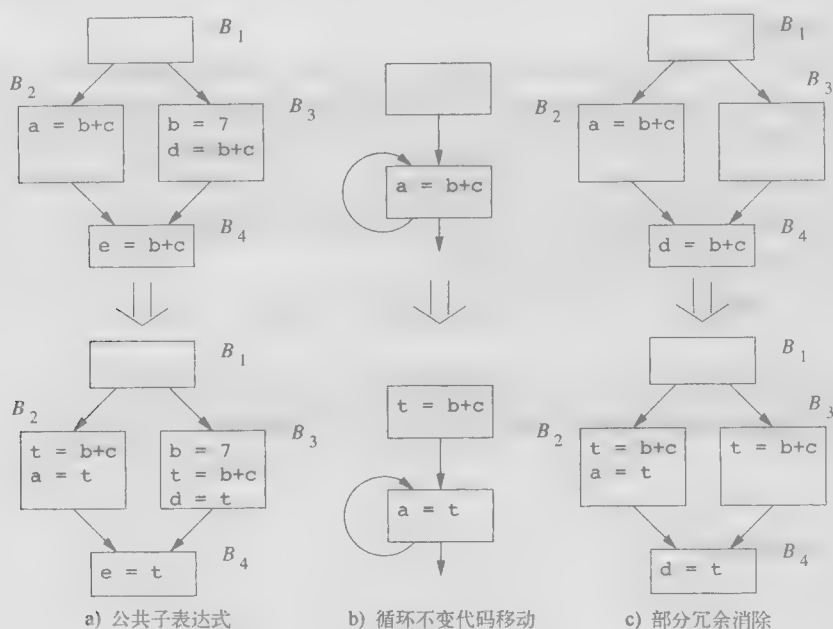 B1
B2
a = b+c
b = 7
d = b+c
B3
e = b+c
B4
B1
B2
t = b+c
a = t
b = 7
t = b+c
d = t
B3
e = t
B4
a) 公共子表达式
a = b+c
t = b+c
a = t
b) 循环不变代码移动
B1
B2
a = b+c
B3
d = b+c
B4
B1
B2
t = b+c
a = t
B3
t = b+c
d = t
B4
c) 部分冗余消除